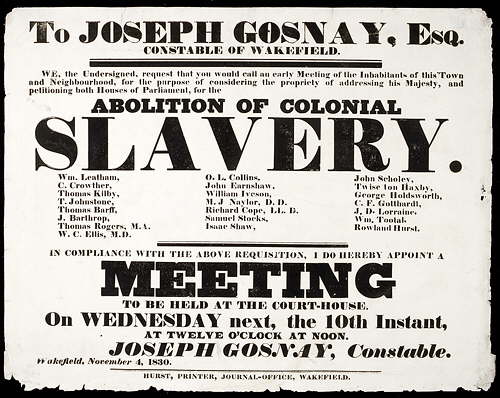 To JOSEPH GOSNAY, Esq.
CONSTABLE OF WAKEFIELD.
WE, the Undersigned, request that you would call an early Meeting of the Inhabitants of this Town
and Neighbourhood, for the purpose of considering the propriety of addressing his Majesty, and
petitioning both Houses of Parliament, for the
ABOLITION OF COLONIAL
SLAVERY.
Wm. Leatham,
C. Crowther,
Thomas Kilby,
T. Johnstone,
Thomas Barff,
J. Barthrop,
Thomas Rogers, M.A.
W. C. Ellis, M.D.
O. L. Collins,
John Earnshaw,
William Iveson,
M. J Naylor, D. D.
Richard Cope, LL. D.
Samuel Stocks,
Isaac Shaw,
John Scholey,
Twisleton Haxby,
George Holdsworth,
C. F. Gotthardt,
J. D. Lorraine,
Wm. Tootal,
Rowland Hurst.
IN COMPLIANCE WITH THE ABOVE REQUISITION, I DO HEREBY APPOINT A
MEETING
TO BE HELD AT THE COURT-HOUSE.
On WEDNESDAY next, the 10th Instant,
AT TWELVE O'CLOCK AT NOON.
JOSEPH GOSNAY, Constable.
Wakefield, November 4, 1830.
HURST, PRINTER, JOURNAL-OFFICE, WAKEFIELD.